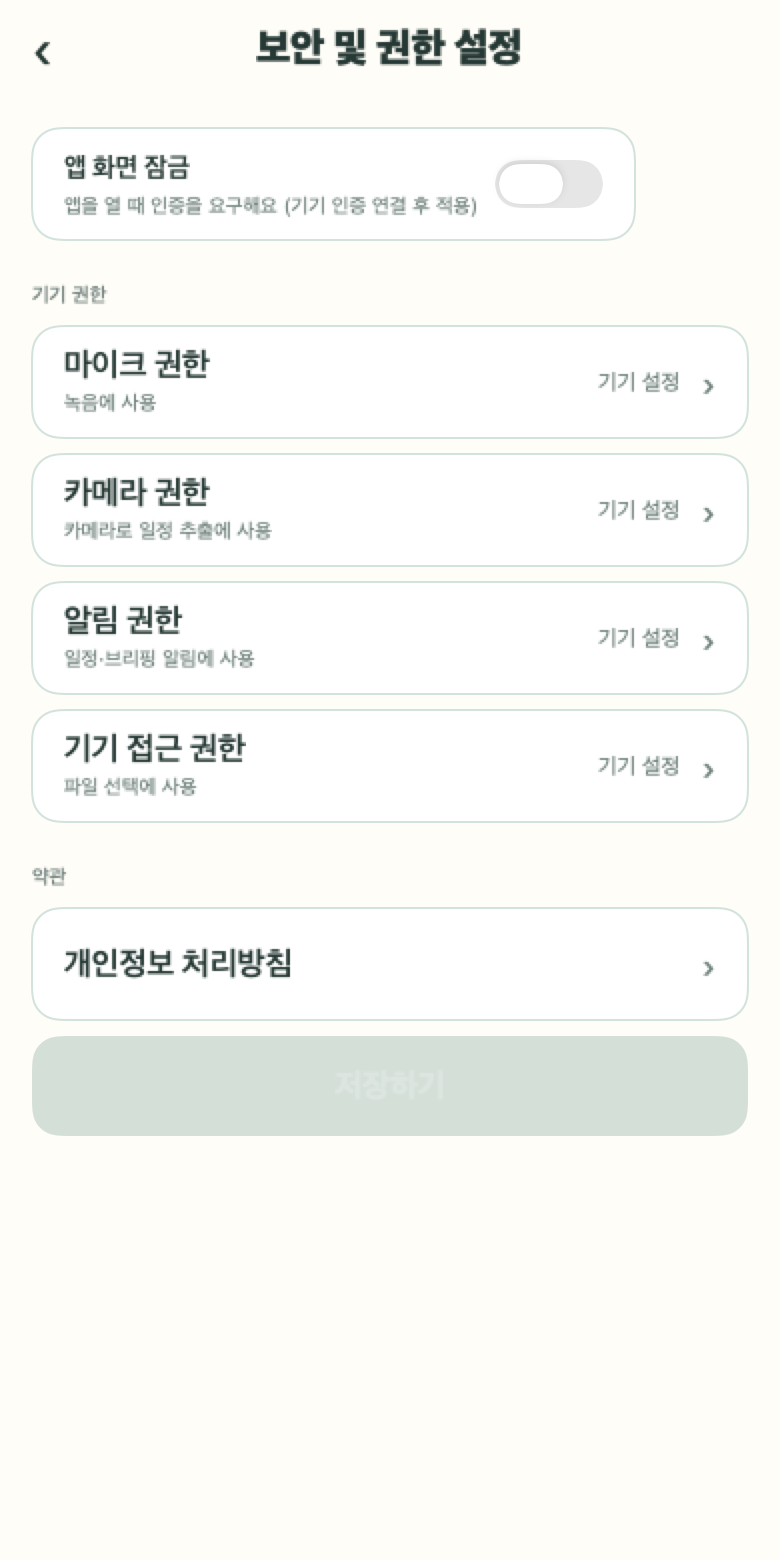 보안 및 권한 설정
앱 화면 잠금
앱을 열 때 인증을 요구해요 (기기 인증 연결 후 적용)
기기 권한
마이크 권한
녹음에 사용
기기 설정
카메라 권한
카메라로 일정 추출에 사용
기기 설정
알림 권한
일정·브리핑 알림에 사용
기기 설정
기기 접근 권한
파일 선택에 사용
기기 설정
약관
개인정보 처리방침
저장하기